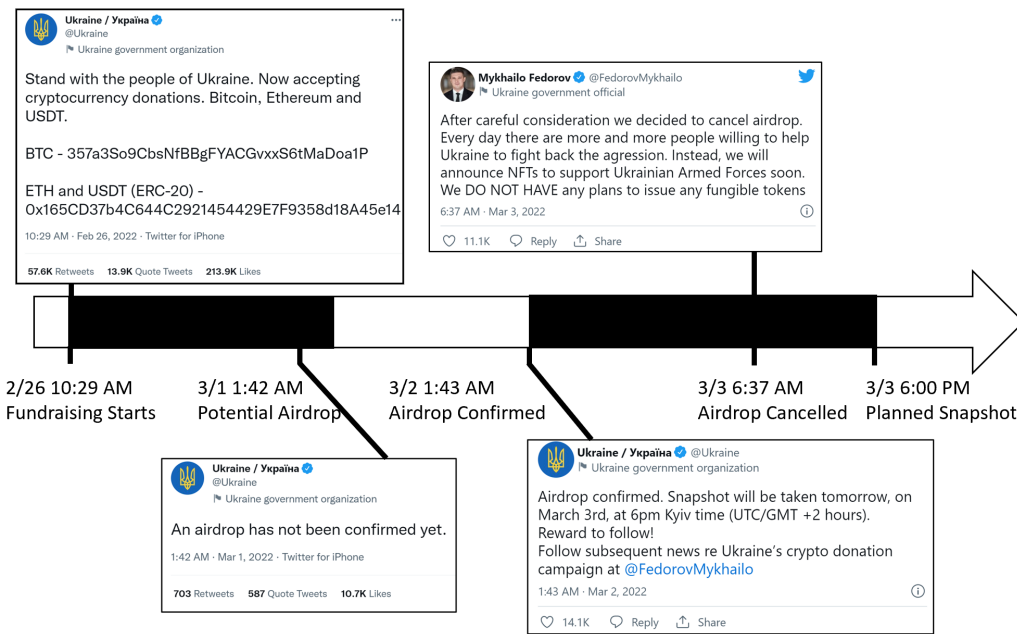 Ukraine / Україна
@Ukraine
Ukraine government organization
Stand with the people of Ukraine. Now accepting
cryptocurrency donations. Bitcoin, Ethereum and
USDT.
BTC - 357a3So9CbsNfBBgFYACGvxxS6tMaDoa1P
ETH and USDT (ERC-20) -
0x165CD37b4C644C2921454429E7F9358d18A45e14
10:29 AM · Feb 26, 2022 · Twitter for iPhone
57.6K Retweets 13.9K Quote Tweets 213.9K Likes
Mykhailo Fedorov @FedorovMykhailo
Ukraine government official
After careful consideration we decided to cancel airdrop.
Every day there are more and more people willing to help
Ukraine to fight back the agression. Instead, we will
announce NFTs to support Ukrainian Armed Forces soon.
We DO NOT HAVE any plans to issue any fungible tokens
6:37 AM · Mar 3, 2022
11.1K Reply Share
2/26 10:29 AM
Fundraising Starts
3/1 1:42 AM
Potential Airdrop
3/2 1:43 AM
Airdrop Confirmed
3/3 6:37 AM
Airdrop Cancelled
3/3 6:00 PM
Planned Snapshot
Ukraine / Україна
@Ukraine
Ukraine government organization
An airdrop has not been confirmed yet.
1:42 AM · Mar 1, 2022 · Twitter for iPhone
703 Retweets 587 Quote Tweets 10.7K Likes
Ukraine / Україна @Ukraine
Ukraine government organization
Airdrop confirmed. Snapshot will be taken tomorrow, on
March 3rd, at 6pm Kyiv time (UTC/GMT +2 hours).
Reward to follow!
Follow subsequent news re Ukraine's crypto donation
campaign at @FedorovMykhailo
1:43 AM · Mar 2, 2022
14.1K Reply Share